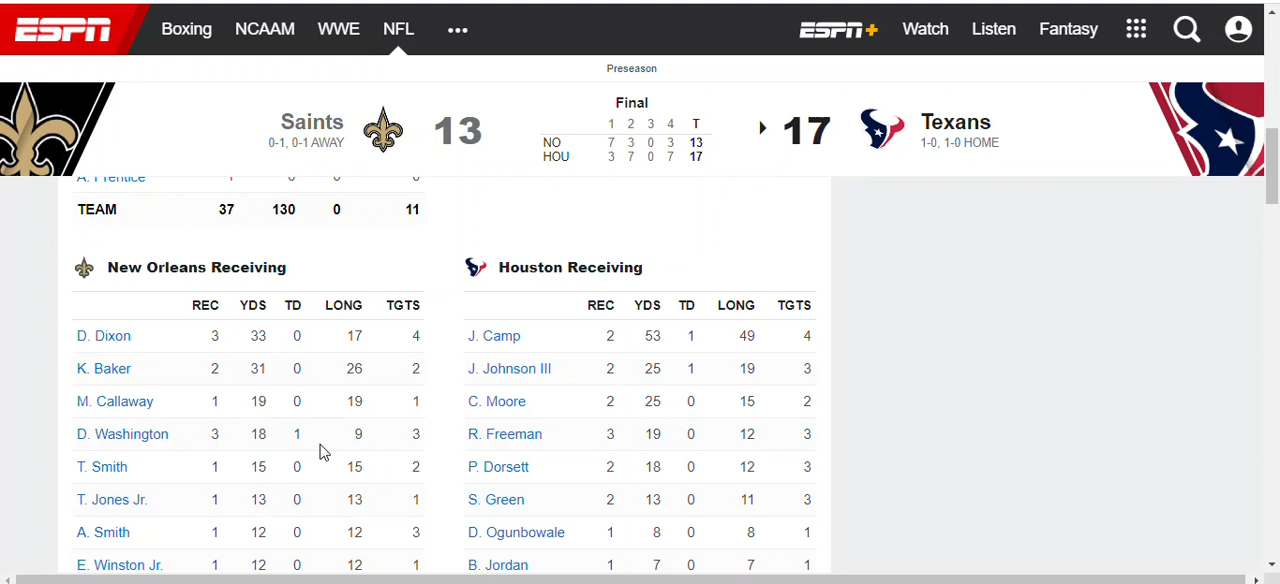 ESPN Boxing NCAAM WWE NFL ••• ESPN+ Watch Listen Fantasy
Preseason
Saints 13 Final 17 Texans
0-1, 0-1 AWAY 1 2 3 4 T 1-0, 1-0 HOME
NO 7 3 0 3 13
HOU 3 7 0 7 17
A. Prentice 1 0 0 0
TEAM 37 130 0 11
New Orleans Receiving Houston Receiving
REC YDS TD LONG TGTS REC YDS TD LONG TGTS
D. Dixon 3 33 0 17 4 J. Camp 2 53 1 49 4
K. Baker 2 31 0 26 2 J. Johnson III 2 25 1 19 3
M. Callaway 1 19 0 19 1 C. Moore 2 25 0 15 2
D. Washington 3 18 1 9 3 R. Freeman 3 19 0 12 3
T. Smith 1 15 0 15 2 P. Dorsett 2 18 0 12 3
T. Jones Jr. 1 13 0 13 1 S. Green 2 13 0 11 3
A. Smith 1 12 0 12 3 D. Ogunbowale 1 8 0 8 1
E. Winston Jr. 1 12 0 12 1 B. Jordan 1 7 0 7 1